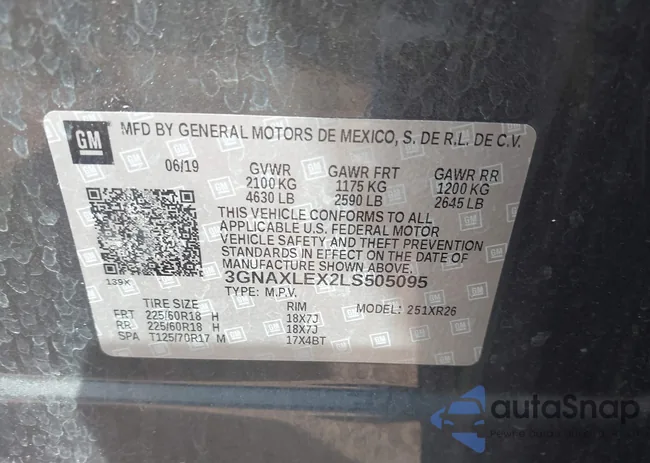 GM
MFD BY GENERAL MOTORS DE MEXICO, S. DE R.L. DE C.V.
06/19 GVWR GAWR FRT GAWR RR
2100 KG 1175 KG 1200 KG
4630 LB 2590 LB 2645 LB
THIS VEHICLE CONFORMS TO ALL
APPLICABLE U.S. FEDERAL MOTOR
VEHICLE SAFETY AND THEFT PREVENTION
STANDARDS IN EFFECT ON THE DATE OF
MANUFACTURE SHOWN ABOVE.
139X 3GNAXLEX2LS505095
TYPE: M.P.V.
TIRE SIZE RIM MODEL: 251XR26
FRT 225/60R18 H 18X7J
RR 225/60R18 H 18X7J
SPA T125/70R17 M 17X4BT
autaSnap